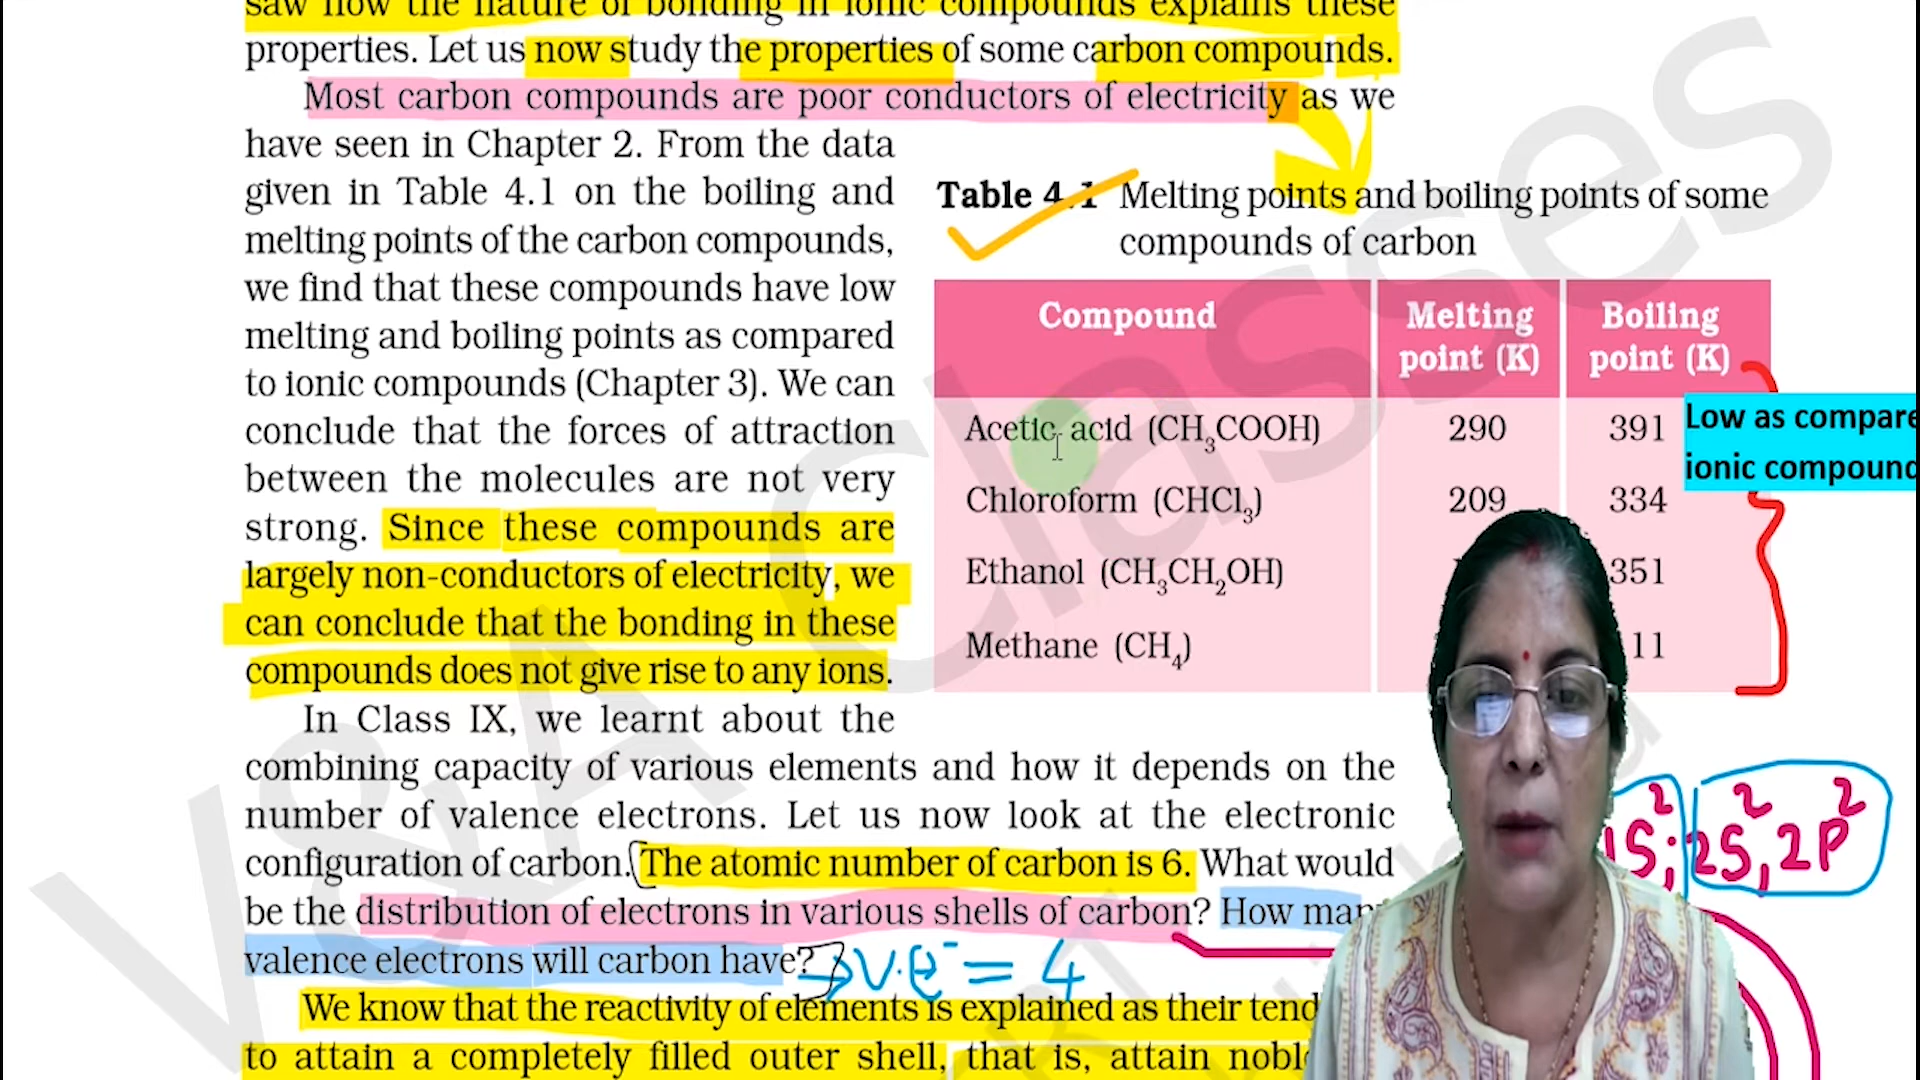 saw how the nature of bonding in ionic compounds explains these
properties. Let us now study the properties of some carbon compounds.
Most carbon compounds are poor conductors of electricity as we
have seen in Chapter 2. From the data
given in Table 4.1 on the boiling and
melting points of the carbon compounds,
we find that these compounds have low
melting and boiling points as compared
to ionic compounds (Chapter 3). We can
conclude that the forces of attraction
between the molecules are not very
strong. Since these compounds are
largely non-conductors of electricity, we
can conclude that the bonding in these
compounds does not give rise to any ions.
Table 4.1 Melting points and boiling points of some
compounds of carbon
Compound Melting point (K) Boiling point (K)
Acetic acid (CH₃COOH) 290 391
Chloroform (CHCl₃) 209 334
Ethanol (CH₃CH₂OH) 351
Methane (CH₄) 11
Low as compare
ionic compound
In Class IX, we learnt about the
combining capacity of various elements and how it depends on the
number of valence electrons. Let us now look at the electronic
configuration of carbon. The atomic number of carbon is 6. What would
be the distribution of electrons in various shells of carbon? How man
valence electrons will carbon have? → v.e⁻ = 4
1S²; 2S², 2P²
We know that the reactivity of elements is explained as their tend
to attain a completely filled outer shell, that is, attain nobl
V&A Classes